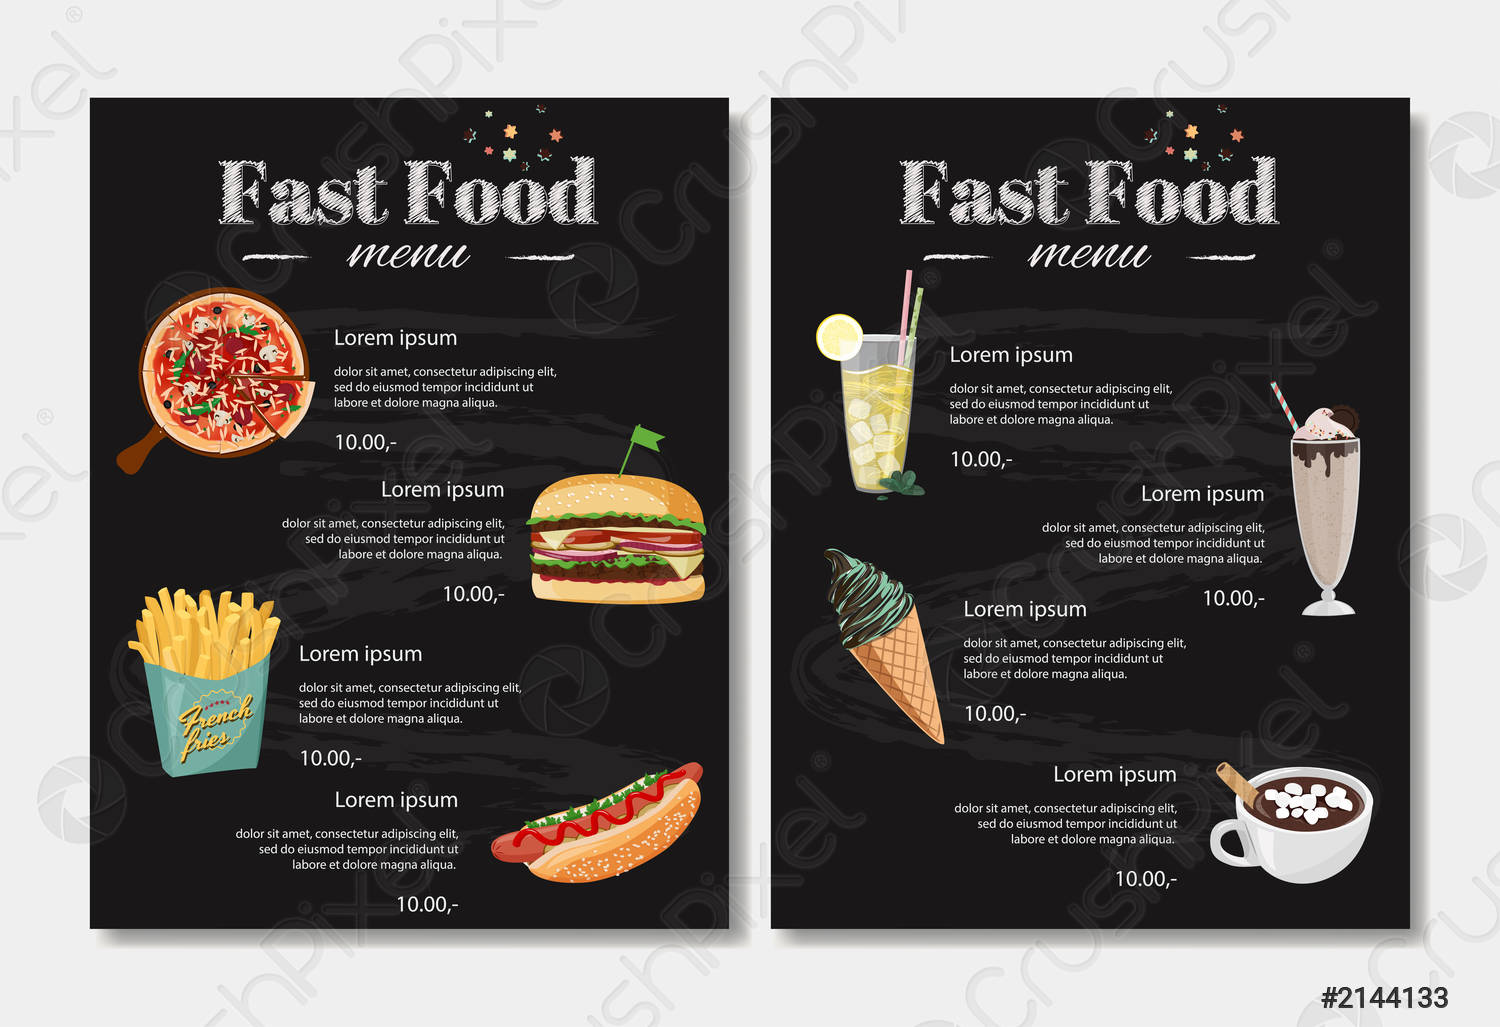 Fast Food
menu
Lorem ipsum
dolor sit amet, consectetur adipiscing elit,
sed do eiusmod tempor incididunt ut
labore et dolore magna aliqua.
10.00,-
Lorem ipsum
dolor sit amet, consectetur adipiscing elit,
sed do eiusmod tempor incididunt ut
labore et dolore magna aliqua.
10.00,-
French
fries
Lorem ipsum
dolor sit amet, consectetur adipiscing elit,
sed do eiusmod tempor incididunt ut
labore et dolore magna aliqua.
10.00,-
Lorem ipsum
dolor sit amet, consectetur adipiscing elit,
sed do eiusmod tempor incididunt ut
labore et dolore magna aliqua.
10.00,-
Fast Food
menu
Lorem ipsum
dolor sit amet, consectetur adipiscing elit,
sed do eiusmod tempor incididunt ut
labore et dolore magna aliqua.
10.00,-
Lorem ipsum
dolor sit amet, consectetur adipiscing elit,
sed do eiusmod tempor incididunt ut
labore et dolore magna aliqua.
10.00,-
Lorem ipsum
dolor sit amet, consectetur adipiscing elit,
sed do eiusmod tempor incididunt ut
labore et dolore magna aliqua.
10.00,-
Lorem ipsum
dolor sit amet, consectetur adipiscing elit,
sed do eiusmod tempor incididunt ut
labore et dolore magna aliqua.
10.00,-
CrushPixel
#2144133